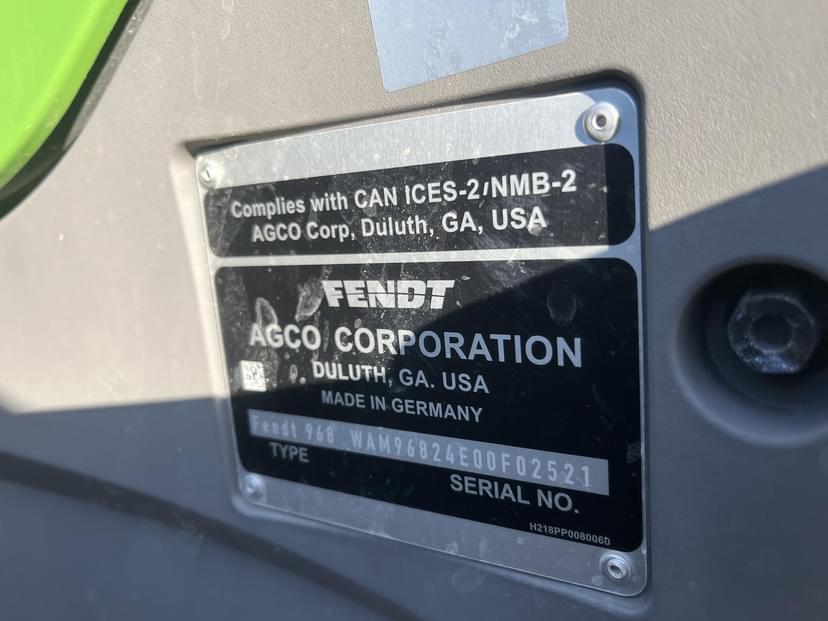 Complies with CAN ICES-2/NMB-2
AGCO Corp, Duluth, GA, USA
FENDT
AGCO CORPORATION
DULUTH, GA. USA
MADE IN GERMANY
Fendt 968 WAM96824E00F02521
TYPE SERIAL NO.
H218PP008006D